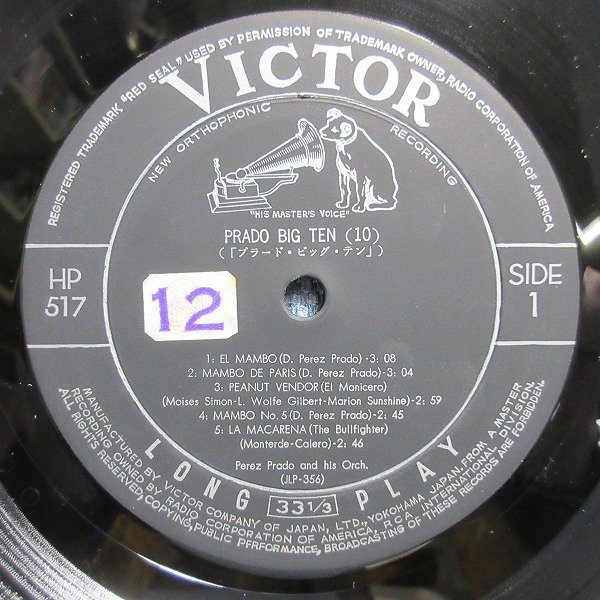 REGISTERED TRADEMARK "RED SEAL," USED BY PERMISSION OF TRADEMARK OWNER, RADIO CORPORATION OF AMERICA
VICTOR
NEW ORTHOPHONIC RECORDING
"HIS MASTER'S VOICE"
PRADO BIG TEN (10)
(「プラード・ビッグ・テン」)
HP
517
SIDE
1
12
1: EL MAMBO (D. Perez Prado)-3: 08
2: MAMBO DE PARIS (D. Perez Prado)-3: 04
3: PEANUT VENDOR (El Manicero)
(Moises Simon-L. Wolfe Gilbert-Marion Sunshine)-2: 59
4: MAMBO No. 5 (D. Perez Prado)-2: 45
5: LA MACARENA (The Bullfighter)
(Monterde-Calero)-2: 46
Perez Prado and his Orch.
(JLP-356)
LONG 33 1/3 PLAY
MANUFACTURED BY VICTOR COMPANY OF JAPAN, LTD., YOKOHAMA, JAPAN, FROM A MASTER
RECORDING OWNED BY RADIO CORPORATION OF AMERICA, R.C.A. INTERNATIONAL DIVISION.
ALL RIGHTS RESERVED, COPYING, PUBLIC PERFORMANCE, BROADCASTING OF THESE RECORDS ARE FORBIDDEN.